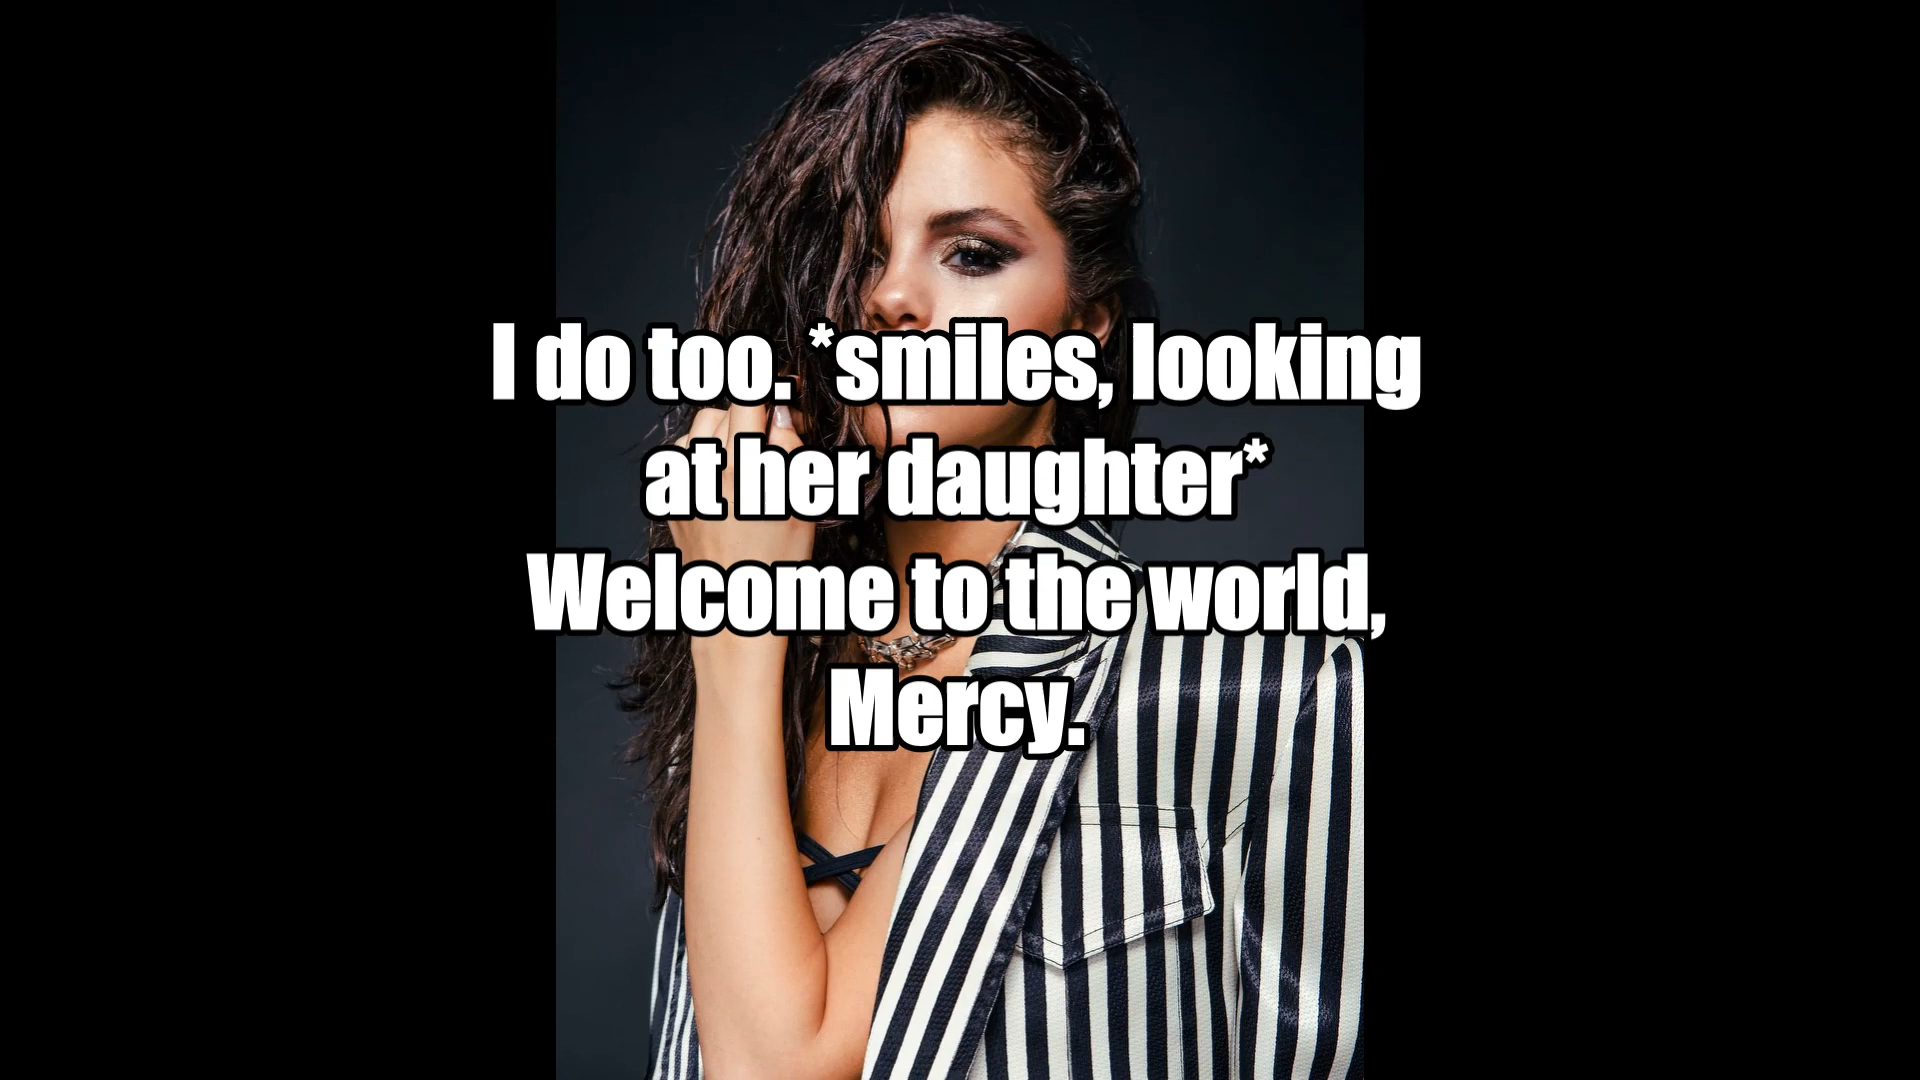 I do too. *smiles, looking
at her daughter*
Welcome to the world,
Mercy.